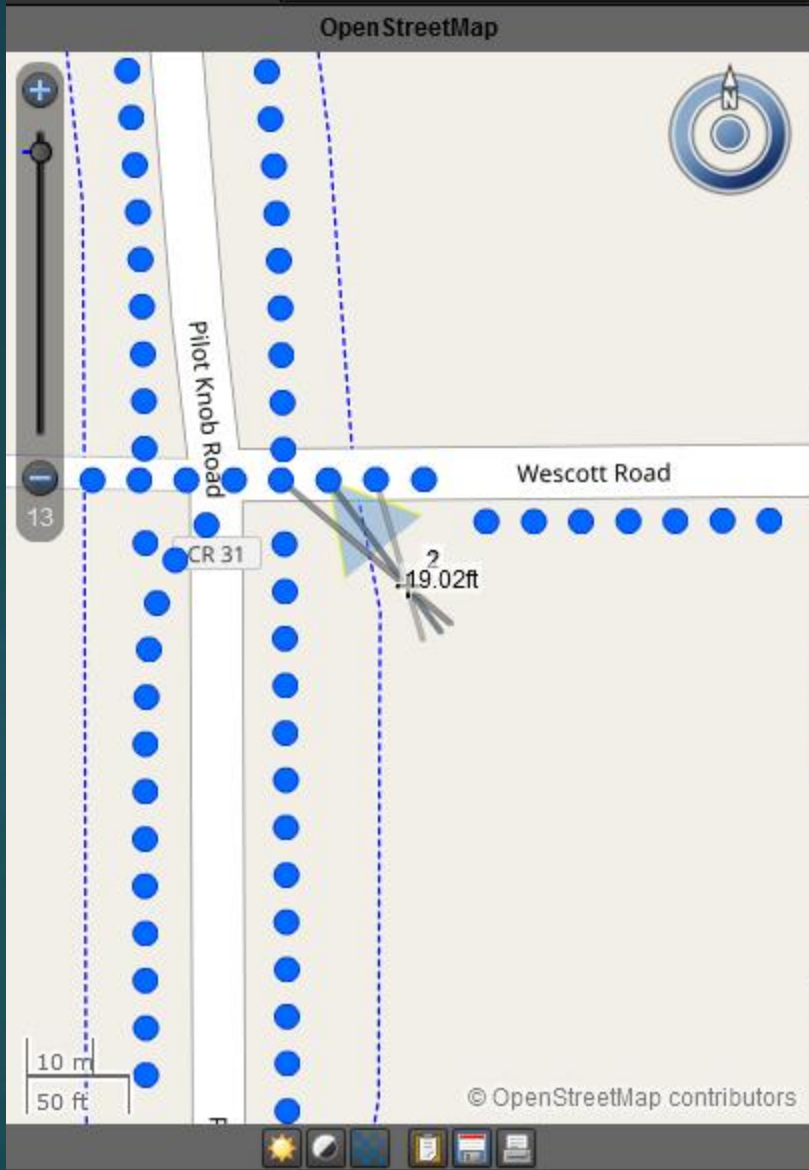 OpenStreetMap
N
Pilot Knob Road
Wescott Road
13
CR 31
2
19.02ft
10 m
50 ft
© OpenStreetMap contributors